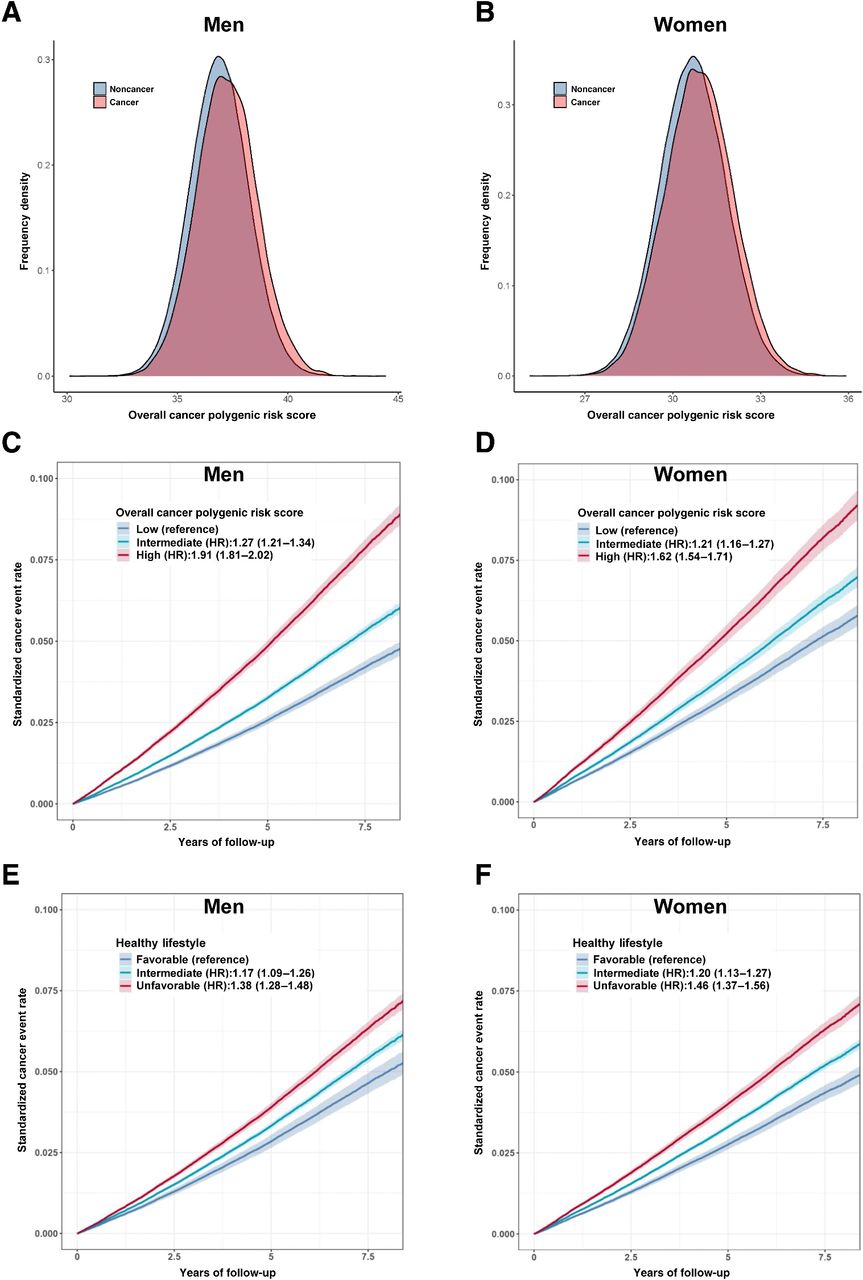 A
Men
Frequency density
0.3
0.2
0.1
0.0
Noncancer
Cancer
30 35 40 45
Overall cancer polygenic risk score
B
Women
Frequency density
0.3
0.2
0.1
0.0
Noncancer
Cancer
27 30 33 36
Overall cancer polygenic risk score
C
Men
Standardized cancer event rate
0.100
0.075
0.050
0.025
0.000
Overall cancer polygenic risk score
Low (reference)
Intermediate (HR):1.27 (1.21–1.34)
High (HR):1.91 (1.81–2.02)
0 2.5 5 7.5
Years of follow-up
D
Women
Standardized cancer event rate
0.100
0.075
0.050
0.025
0.000
Overall cancer polygenic risk score
Low (reference)
Intermediate (HR):1.21 (1.16–1.27)
High (HR):1.62 (1.54–1.71)
0 2.5 5 7.5
Years of follow-up
E
Men
Standardized cancer event rate
0.100
0.075
0.050
0.025
0.000
Healthy lifestyle
Favorable (reference)
Intermediate (HR):1.17 (1.09–1.26)
Unfavorable (HR):1.38 (1.28–1.48)
0 2.5 5 7.5
Years of follow-up
F
Women
Standardized cancer event rate
0.100
0.075
0.050
0.025
0.000
Healthy lifestyle
Favorable (reference)
Intermediate (HR):1.20 (1.13–1.27)
Unfavorable (HR):1.46 (1.37–1.56)
0 2.5 5 7.5
Years of follow-up